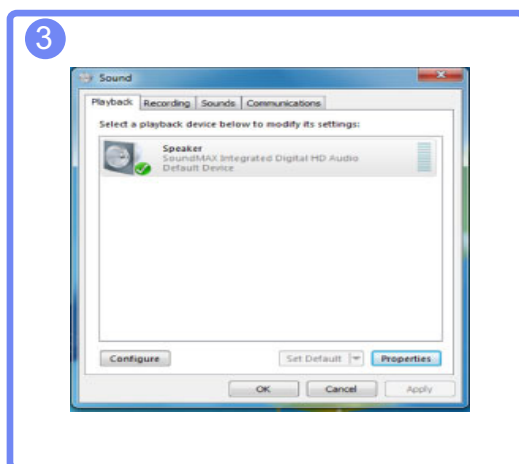 3
Sound
Playback Recording Sounds Communications
Select a playback device below to modify its settings:
Speaker
SoundMAX Integrated Digital HD Audio
Default Device
Configure Set Default Properties
OK Cancel Apply